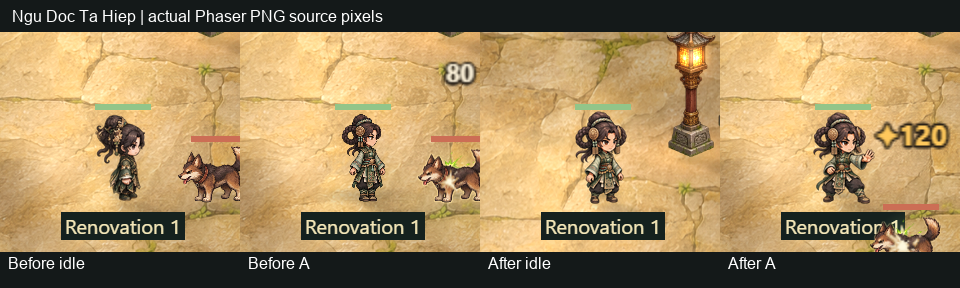 Ngu Doc Ta Hiep | actual Phaser PNG source pixels
80
✦120
Renovation 1
Renovation 1
Renovation 1
Renovation 1
Before idle
Before A
After idle
After A